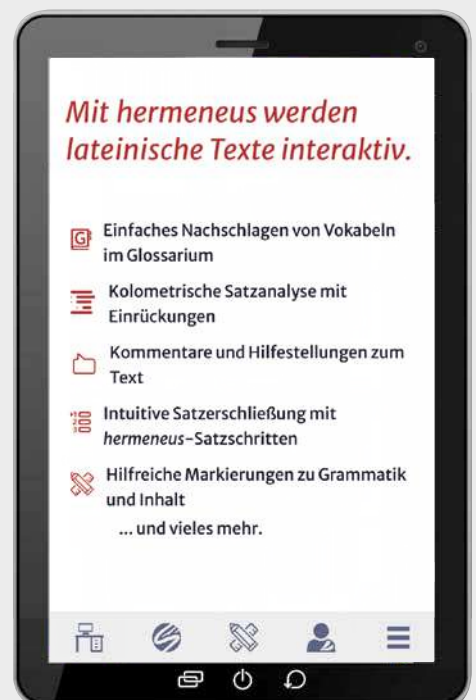 Mit hermeneus werden
lateinische Texte interaktiv.
G
Einfaches Nachschlagen von Vokabeln
im Glossarium
Kolometrische Satzanalyse mit
Einrückungen
Kommentare und Hilfestellungen zum
Text
Intuitive Satzerschließung mit
hermeneus-Satzschritten
Hilfreiche Markierungen zu Grammatik
und Inhalt
... und vieles mehr.